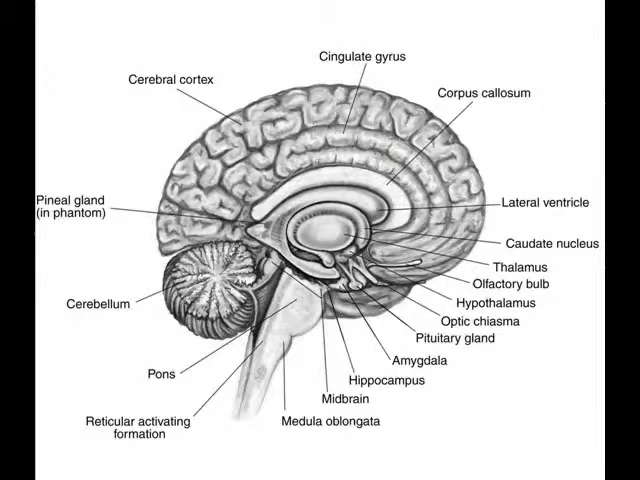 Cingulate gyrus
Cerebral cortex
Corpus callosum
Pineal gland
(in phantom)
Lateral ventricle
Caudate nucleus
Thalamus
Olfactory bulb
Hypothalamus
Cerebellum
Optic chiasma
Pituitary gland
Amygdala
Pons
Hippocampus
Midbrain
Reticular activating
formation
Medula oblongata